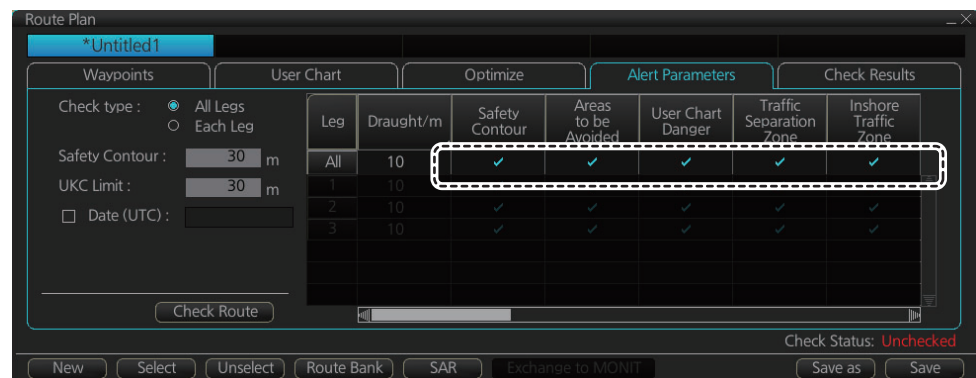 Route Plan
*Untitled1
Waypoints User Chart Optimize Alert Parameters Check Results
Check type : All Legs
Each Leg
Safety Contour : 30 m
UKC Limit : 30 m
Date (UTC) :
Check Route
Leg Draught/m Safety Contour Areas to be Avoided User Chart Danger Traffic Separation Zone Inshore Traffic Zone
All 10 ✓ ✓ ✓ ✓ ✓
1 10
2 10 ✓ ✓ ✓ ✓ ✓
3 10 ✓ ✓ ✓ ✓ ✓
Check Status: Unchecked
New Select Unselect Route Bank SAR Exchange to MONIT Save as Save